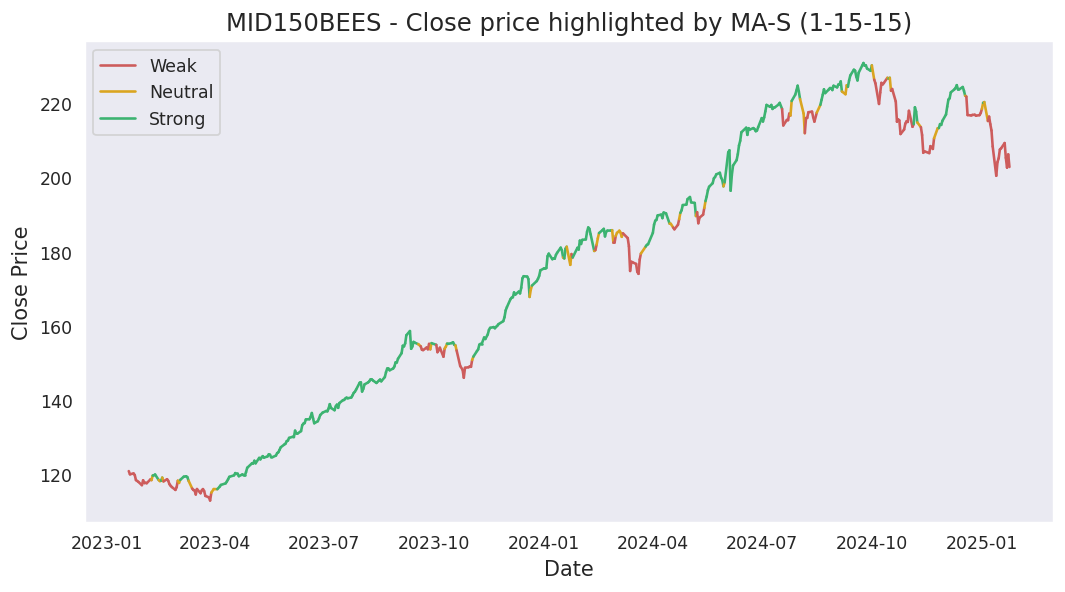 MID150BEES - Close price highlighted by MA-S (1-15-15)
Weak
Neutral
Strong
Close Price
220
200
180
160
140
120
2023-01 2023-04 2023-07 2023-10 2024-01 2024-04 2024-07 2024-10 2025-01
Date